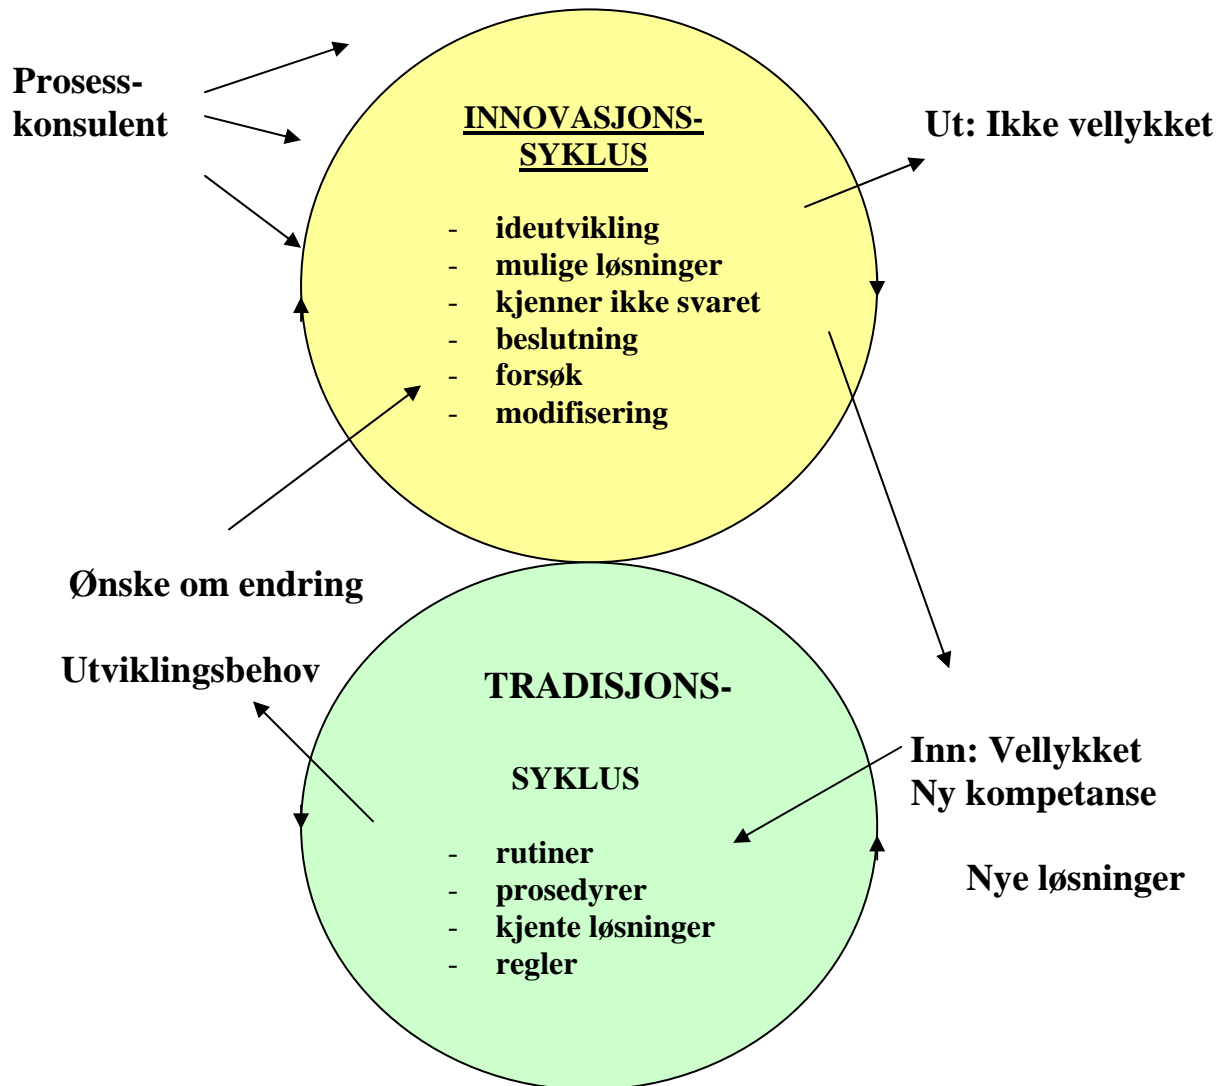 Prosess-
konsulent
INNOVASJONS-
SYKLUS
Ut: Ikke vellykket
- ideutvikling
- mulige løsninger
- kjenner ikke svaret
- beslutning
- forsøk
- modifisering
Ønske om endring
Utviklingsbehov
TRADISJONS-
SYKLUS
Inn: Vellykket
Ny kompetanse
- rutiner
- prosedyrer
- kjente løsninger
- regler
Nye løsninger